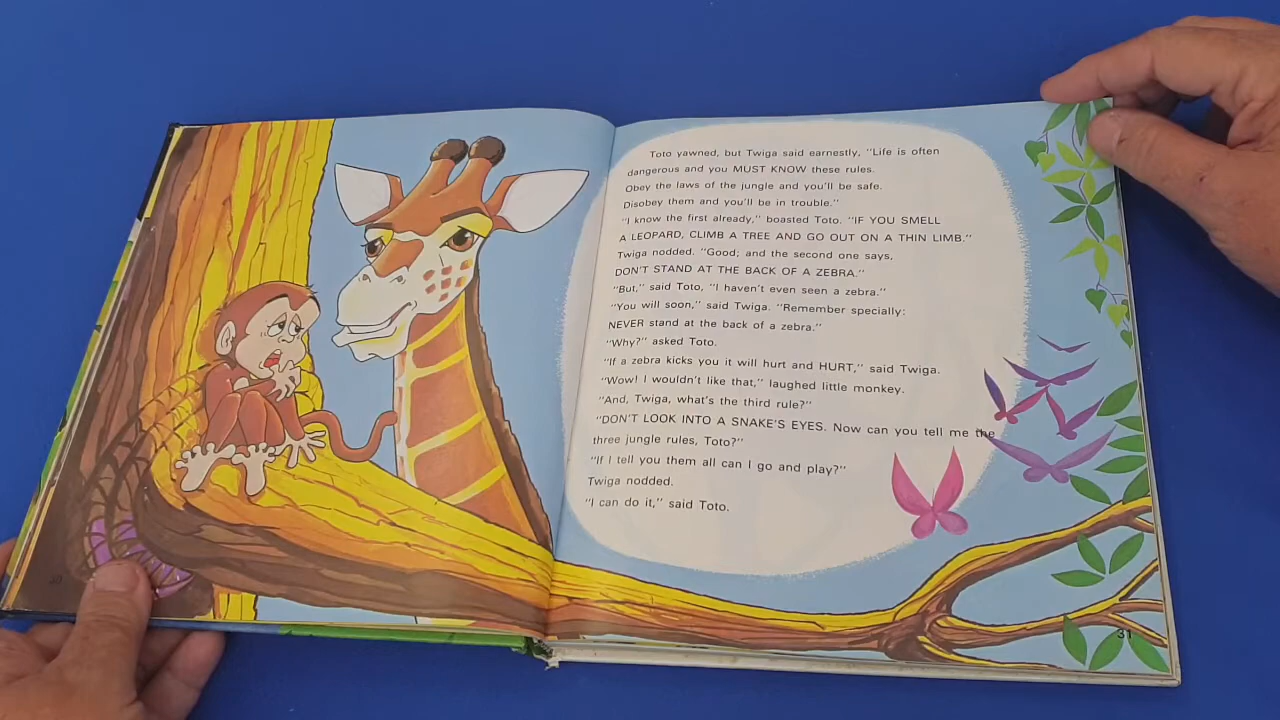 Toto yawned, but Twiga said earnestly, "Life is often
dangerous and you MUST KNOW these rules.
Obey the laws of the jungle and you'll be safe.
Disobey them and you'll be in trouble."
"I know the first already," boasted Toto. "IF YOU SMELL
A LEOPARD, CLIMB A TREE AND GO OUT ON A THIN LIMB."
Twiga nodded. "Good; and the second one says,
DON'T STAND AT THE BACK OF A ZEBRA."
"But," said Toto, "I haven't even seen a zebra."
"You will soon," said Twiga. "Remember specially:
NEVER stand at the back of a zebra."
"Why?" asked Toto.
"If a zebra kicks you it will hurt and HURT," said Twiga.
"Wow! I wouldn't like that," laughed little monkey.
"And, Twiga, what's the third rule?"
"DON'T LOOK INTO A SNAKE'S EYES. Now can you tell me the
three jungle rules, Toto?"
"If I tell you them all can I go and play?"
Twiga nodded.
"I can do it," said Toto.
30
31